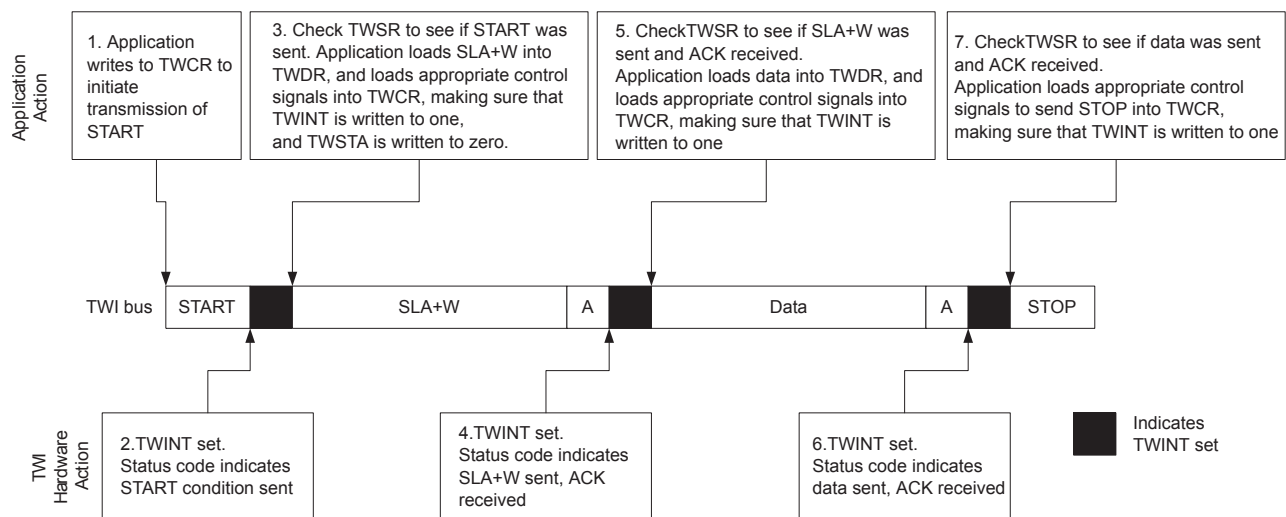 Application
Action
1. Application
writes to TWCR to
initiate
transmission of
START
3. Check TWSR to see if START was
sent. Application loads SLA+W into
TWDR, and loads appropriate control
signals into TWCR, making sure that
TWINT is written to one,
and TWSTA is written to zero.
5. CheckTWSR to see if SLA+W was
sent and ACK received.
Application loads data into TWDR, and
loads appropriate control signals into
TWCR, making sure that TWINT is
written to one
7. CheckTWSR to see if data was sent
and ACK received.
Application loads appropriate control
signals to send STOP into TWCR,
making sure that TWINT is written to one
TWI bus
START
SLA+W
A
Data
A
STOP
TWI
Hardware
Action
2.TWINT set.
Status code indicates
START condition sent
4.TWINT set.
Status code indicates
SLA+W sent, ACK
received
6.TWINT set.
Status code indicates
data sent, ACK received
Indicates
TWINT set